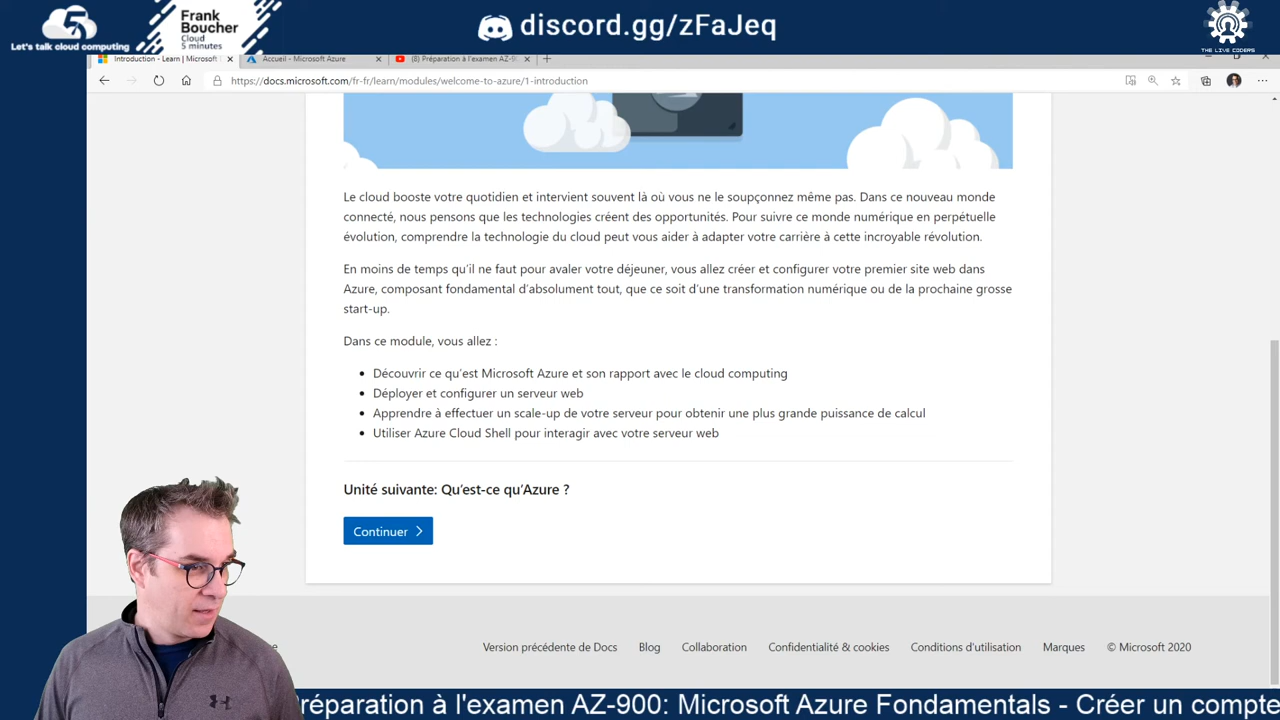 Let's talk cloud computing
5
Frank
Boucher
Cloud
5 minutes
discord.gg/zFaJeq
THE LIVE CODERS
Introduction - Learn | Microsoft
Accueil - Microsoft Azure
(8) Préparation à l'examen AZ-9
https://docs.microsoft.com/fr-fr/learn/modules/welcome-to-azure/1-introduction
Le cloud booste votre quotidien et intervient souvent là où vous ne le soupçonnez même pas. Dans ce nouveau monde
connecté, nous pensons que les technologies créent des opportunités. Pour suivre ce monde numérique en perpétuelle
évolution, comprendre la technologie du cloud peut vous aider à adapter votre carrière à cette incroyable révolution.
En moins de temps qu'il ne faut pour avaler votre déjeuner, vous allez créer et configurer votre premier site web dans
Azure, composant fondamental d'absolument tout, que ce soit d'une transformation numérique ou de la prochaine grosse
start-up.
Dans ce module, vous allez :
• Découvrir ce qu'est Microsoft Azure et son rapport avec le cloud computing
• Déployer et configurer un serveur web
• Apprendre à effectuer un scale-up de votre serveur pour obtenir une plus grande puissance de calcul
• Utiliser Azure Cloud Shell pour interagir avec votre serveur web
Unité suivante: Qu'est-ce qu'Azure ?
Continuer
Version précédente de Docs Blog Collaboration Confidentialité & cookies Conditions d'utilisation Marques © Microsoft 2020
réparation à l'examen AZ-900: Microsoft Azure Fondamentals - Créer un compte